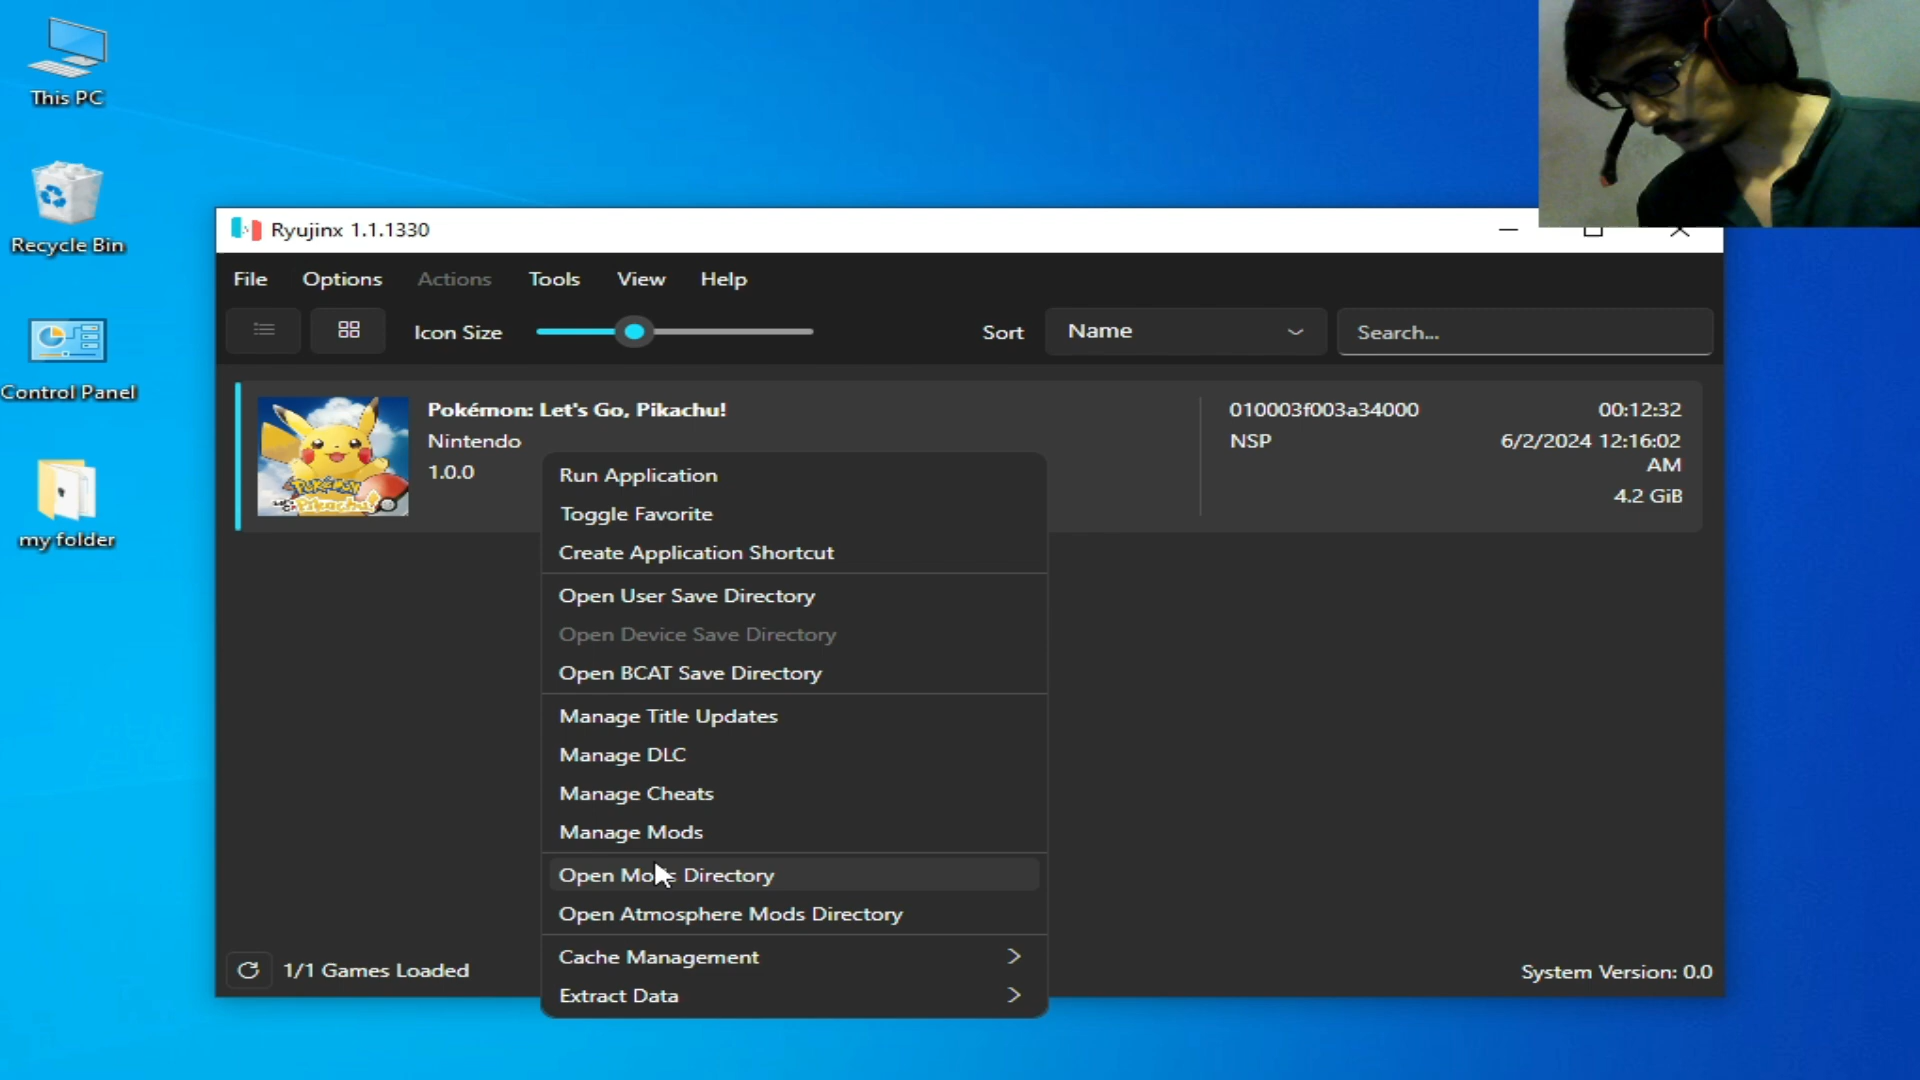 This PC
Recycle Bin
Control Panel
my folder
Ryujinx 1.1.1330
File Options Actions Tools View Help
Icon Size
Sort Name Search...
Pokémon: Let's Go, Pikachu!
Nintendo
1.0.0
010003f003a34000
NSP
00:12:32
6/2/2024 12:16:02
AM
4.2 GiB
Run Application
Toggle Favorite
Create Application Shortcut
Open User Save Directory
Open Device Save Directory
Open BCAT Save Directory
Manage Title Updates
Manage DLC
Manage Cheats
Manage Mods
Open Mods Directory
Open Atmosphere Mods Directory
Cache Management
Extract Data
1/1 Games Loaded
System Version: 0.0